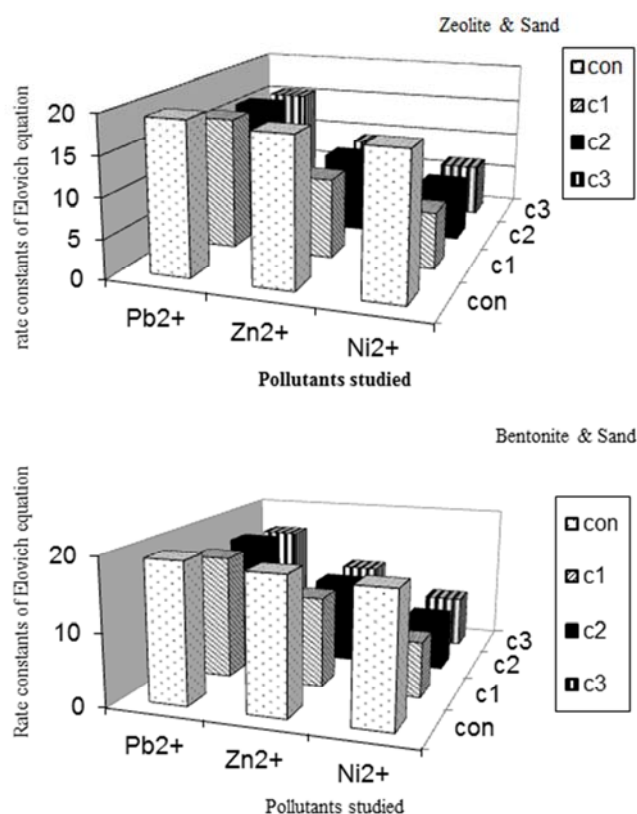 Zeolite & Sand
rate constants of Elovich equation
20
15
10
5
0
Pb2+
Zn2+
Ni2+
con
c1
c2
c3
Pollutants studied
con
c1
c2
c3
Bentonite & Sand
Rate constants of Elovich equation
20
10
0
Pb2+
Zn2+
Ni2+
con
c1
c2
c3
Pollutants studied
con
c1
c2
c3